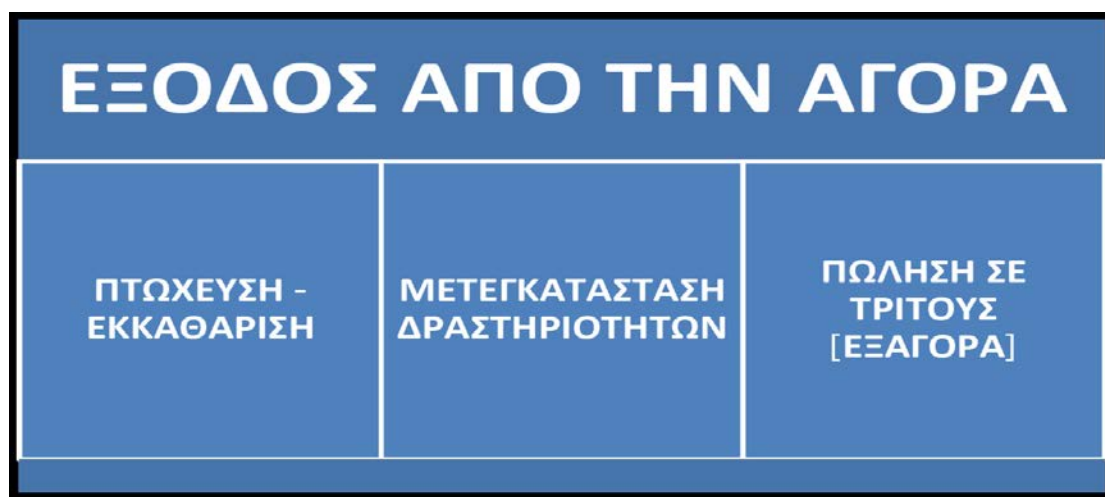 ΕΞΟΔΟΣ ΑΠΟ ΤΗΝ ΑΓΟΡΑ
ΠΤΩΧΕΥΣΗ -
ΕΚΚΑΘΑΡΙΣΗ
ΜΕΤΕΓΚΑΤΑΣΤΑΣΗ
ΔΡΑΣΤΗΡΙΟΤΗΤΩΝ
ΠΩΛΗΣΗ ΣΕ
ΤΡΙΤΟΥΣ
[ΕΞΑΓΟΡΑ]